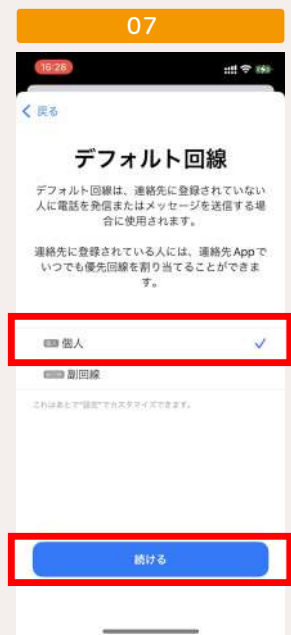 07
16:26
戻る
デフォルト回線
デフォルト回線は、連絡先に登録されていない
人に電話を発信またはメッセージを送信する場
合に使用されます。
連絡先に登録されている人には、連絡先Appで
いつでも優先回線を割り当てることができま
す。
個人
副回線
これはあとで"設定"でカスタマイズできます。
続ける